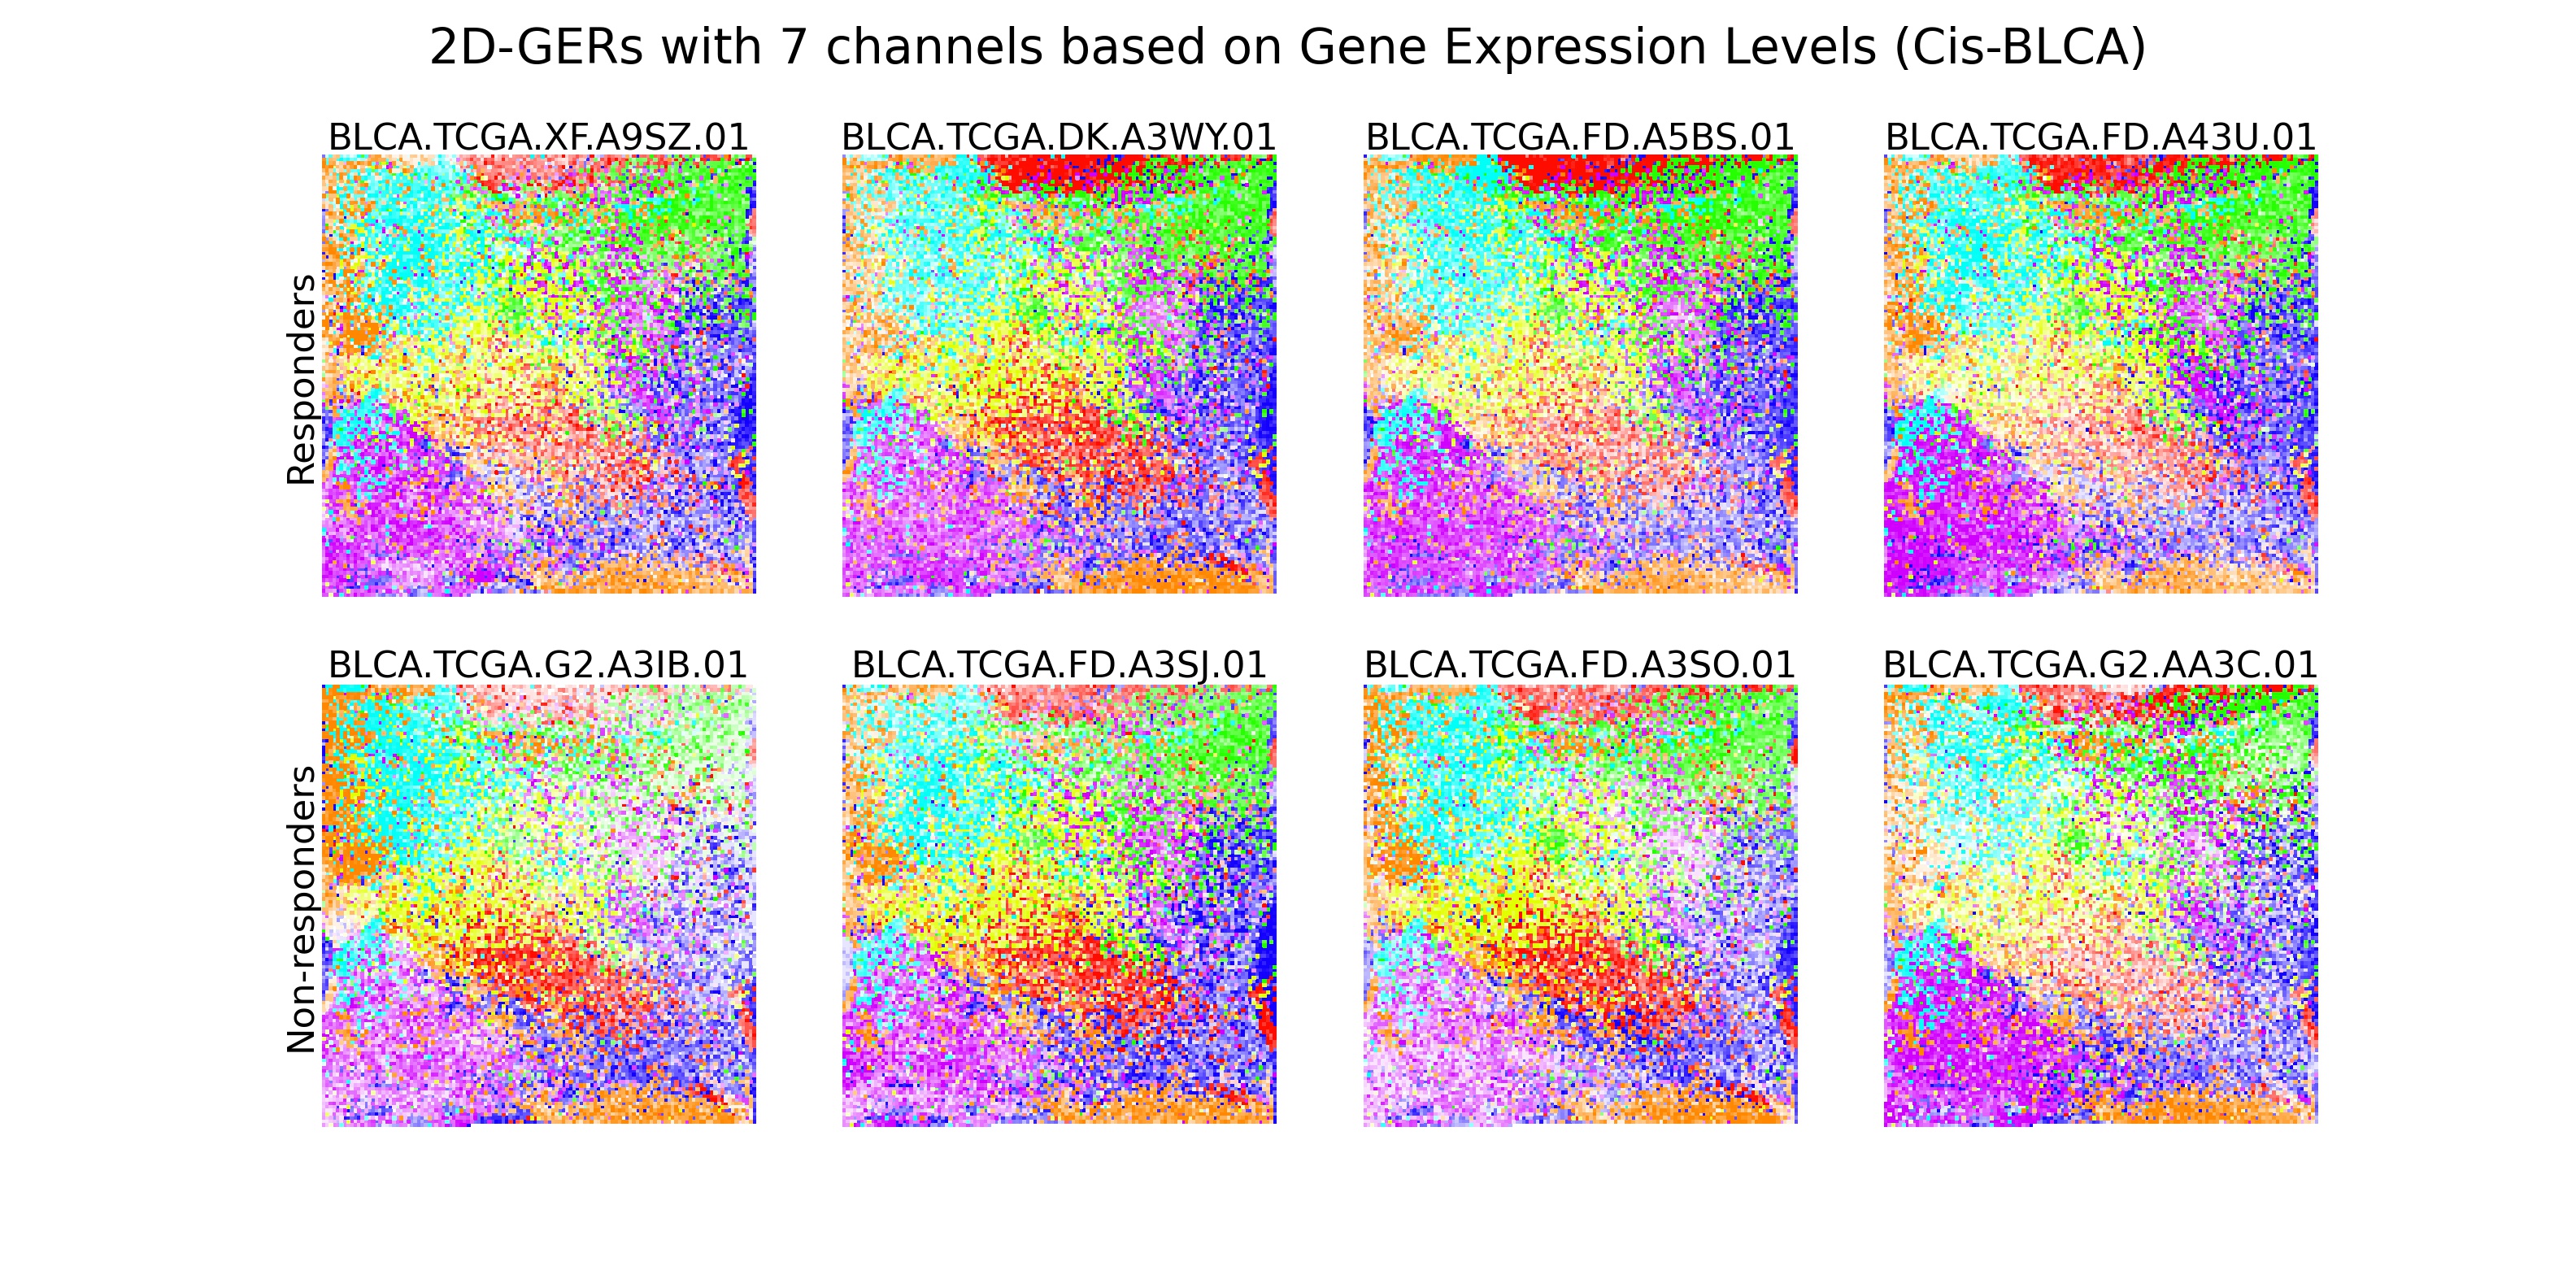 2D-GERs with 7 channels based on Gene Expression Levels (Cis-BLCA)
BLCA.TCGA.XF.A9SZ.01
BLCA.TCGA.DK.A3WY.01
BLCA.TCGA.FD.A5BS.01
BLCA.TCGA.FD.A43U.01
Responders
BLCA.TCGA.G2.A3IB.01
BLCA.TCGA.FD.A3SJ.01
BLCA.TCGA.FD.A3SO.01
BLCA.TCGA.G2.AA3C.01
Non-responders